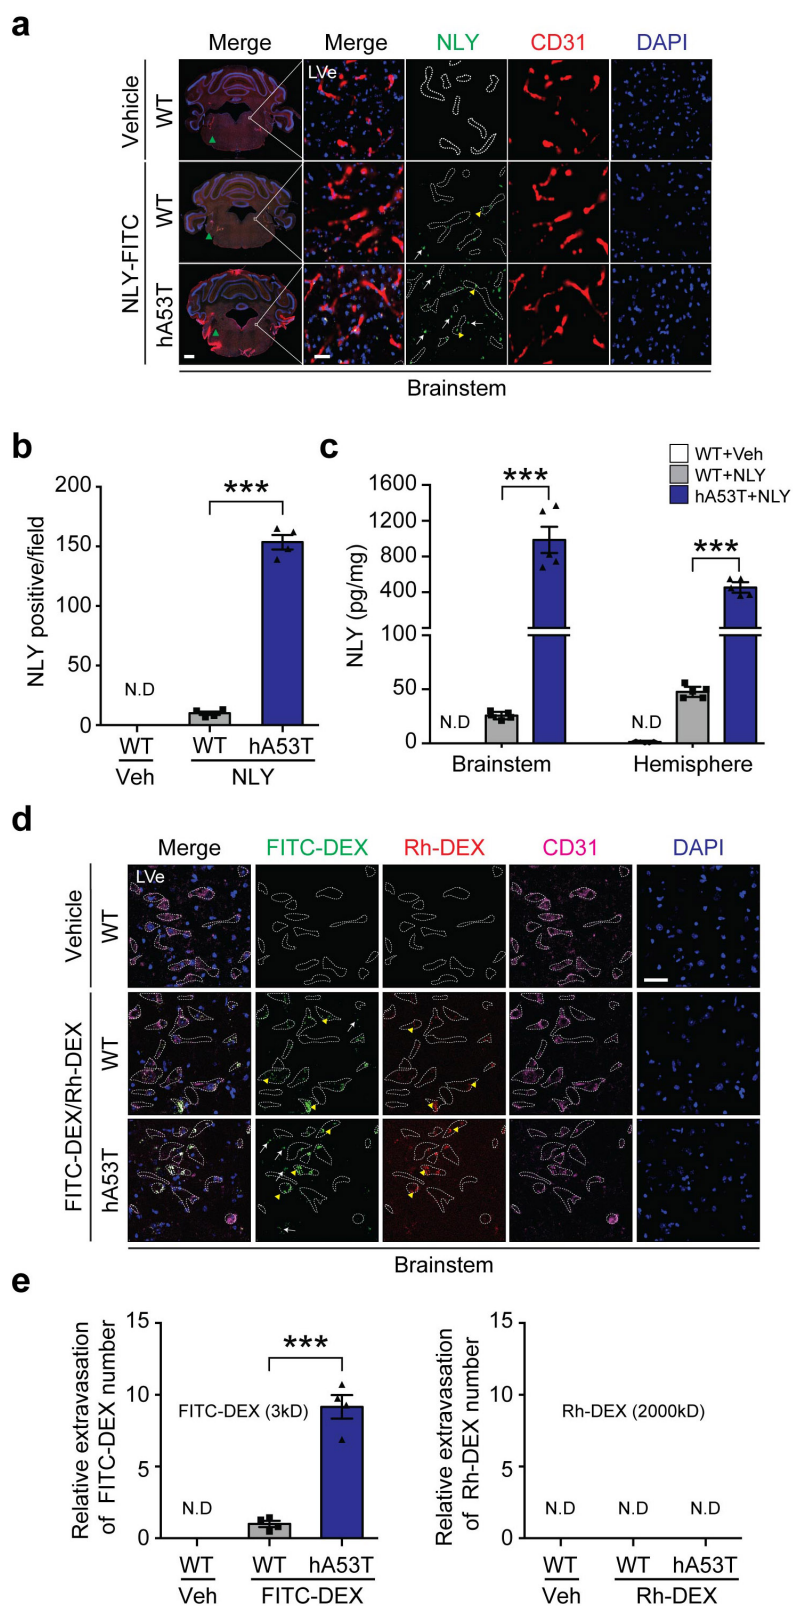 a
Merge Merge NLY CD31 DAPI
LVe
Vehicle
WT
NLY-FITC
WT
hA53T
Brainstem
b
NLY positive/field
200
150
100
50
0
N.D
***
WT WT hA53T
Veh NLY
c
WT+Veh
WT+NLY
hA53T+NLY
NLY (pg/mg)
1600
1200
800
400
100
50
0
***
***
N.D N.D
Brainstem Hemisphere
d
Merge FITC-DEX Rh-DEX CD31 DAPI
LVe
Vehicle
WT
FITC-DEX/Rh-DEX
WT
hA53T
Brainstem
e
Relative extravasation
of FITC-DEX number
15
10
5
0
***
FITC-DEX (3kD)
N.D
WT WT hA53T
Veh FITC-DEX
Relative extravasation
of Rh-DEX number
15
10
5
0
Rh-DEX (2000kD)
N.D N.D N.D
WT WT hA53T
Veh Rh-DEX